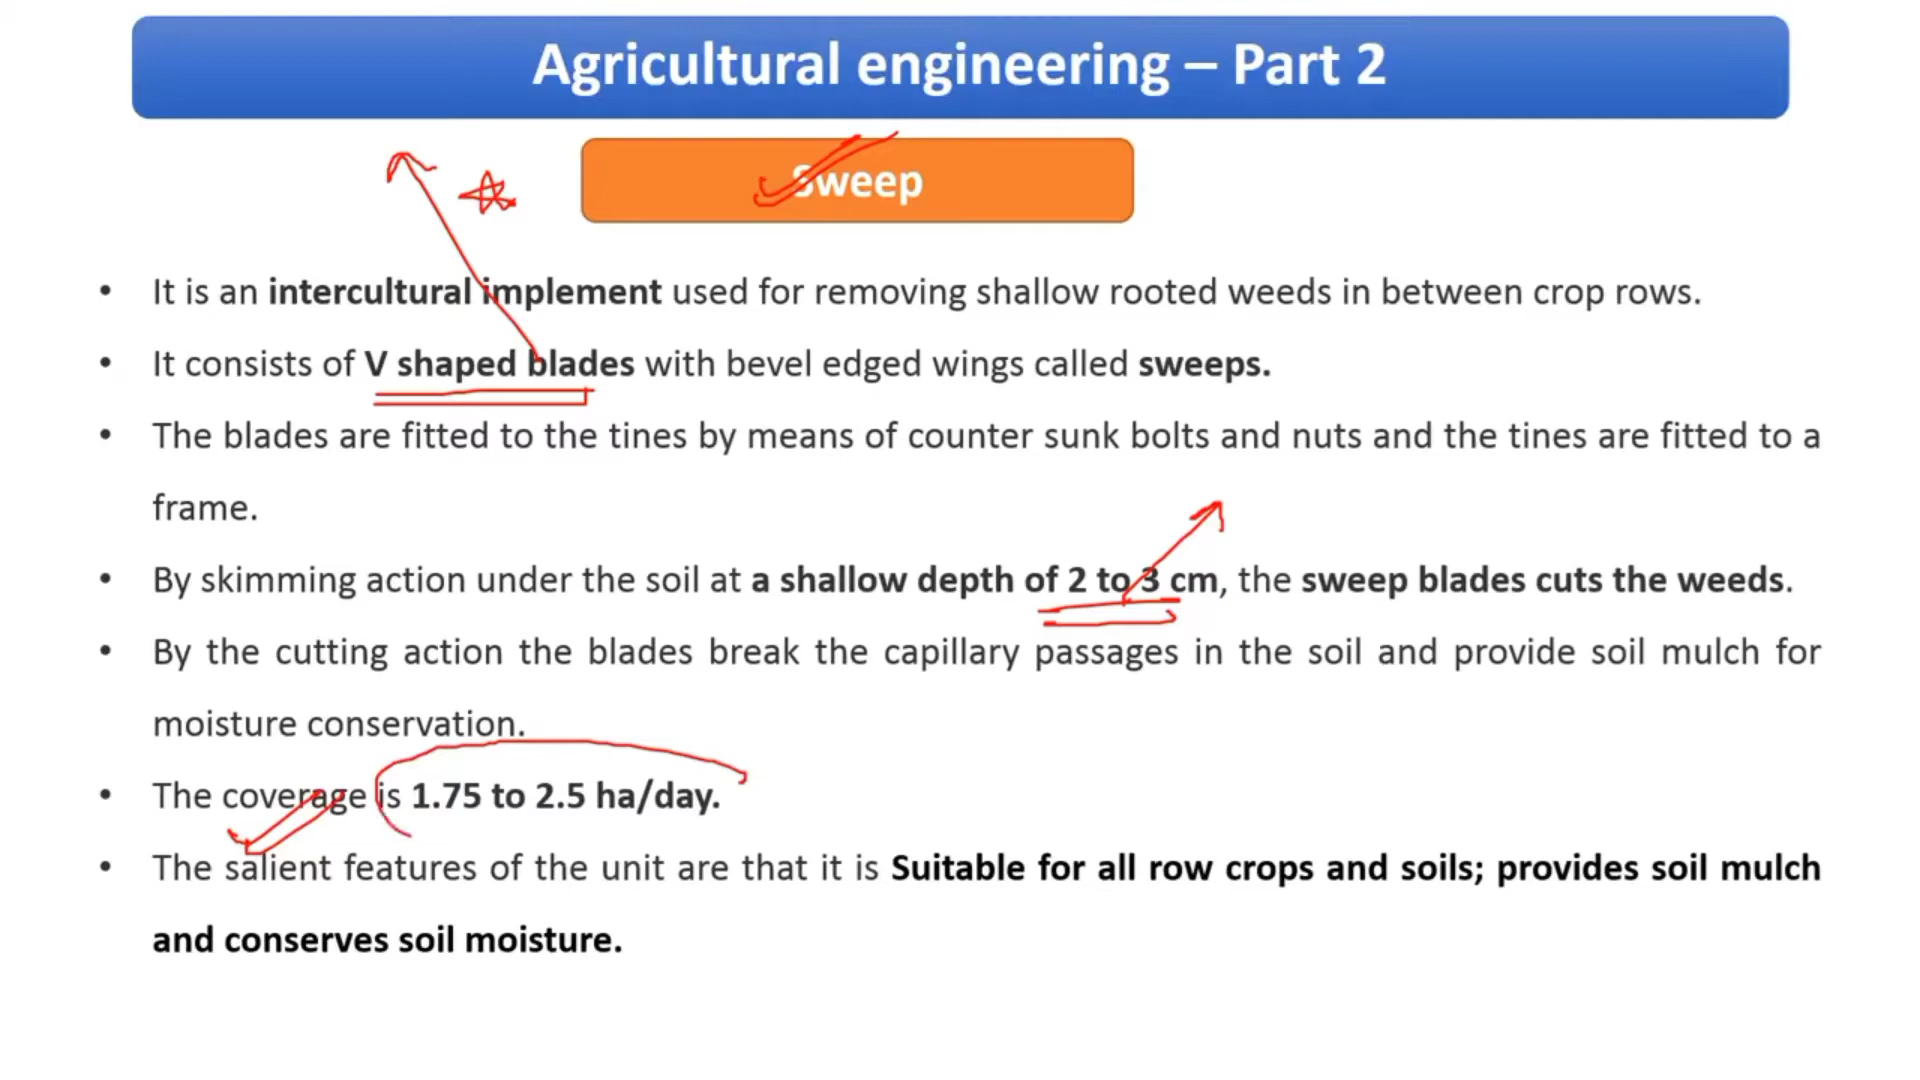 Agricultural engineering – Part 2
Sweep
• It is an intercultural implement used for removing shallow rooted weeds in between crop rows.
• It consists of V shaped blades with bevel edged wings called sweeps.
• The blades are fitted to the tines by means of counter sunk bolts and nuts and the tines are fitted to a
frame.
• By skimming action under the soil at a shallow depth of 2 to 3 cm, the sweep blades cuts the weeds.
• By the cutting action the blades break the capillary passages in the soil and provide soil mulch for
moisture conservation.
• The coverage is 1.75 to 2.5 ha/day.
• The salient features of the unit are that it is Suitable for all row crops and soils; provides soil mulch
and conserves soil moisture.